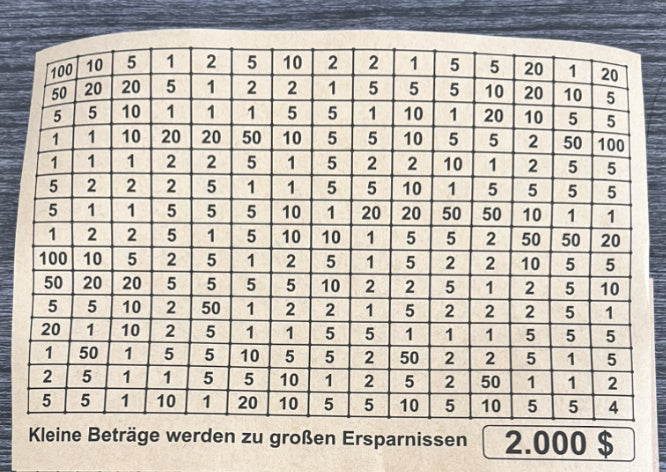 100 10 5 1 2 5 10 2 2 1 5 5 20 1 20
50 20 20 5 1 2 2 1 5 5 5 10 20 10 5
5 5 10 1 1 1 5 5 1 10 1 20 10 5 5
1 1 10 20 20 50 10 5 5 10 5 5 2 50 100
1 1 1 2 2 5 1 5 2 2 10 1 2 5 5
5 2 2 2 5 1 1 5 5 10 1 5 5 5 5
5 1 1 5 5 5 10 1 20 20 50 50 10 1 1
1 2 2 5 1 5 10 10 1 5 5 2 50 50 20
100 10 5 2 5 1 2 5 1 5 2 2 10 5 5
50 20 20 5 5 5 5 10 2 2 5 1 2 5 10
5 5 10 2 50 1 2 2 1 5 2 2 2 5 1
20 1 10 2 5 1 1 5 5 1 1 1 5 5 5
1 50 1 5 5 10 5 5 2 50 2 2 5 1 5
2 5 1 1 5 5 10 1 2 5 2 50 1 1 2
5 5 1 10 1 20 10 5 5 10 5 10 5 5 4
Kleine Beträge werden zu großen Ersparnissen 2.000 $